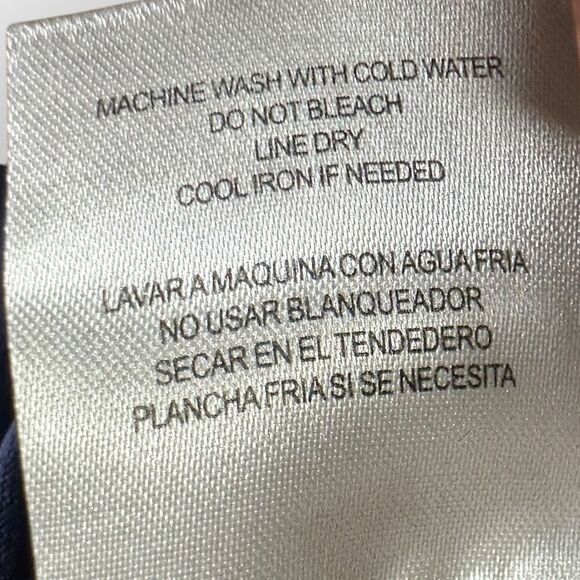 MACHINE WASH WITH COLD WATER
DO NOT BLEACH
LINE DRY
COOL IRON IF NEEDED
LAVAR A MAQUINA CON AGUA FRIA
NO USAR BLANQUEADOR
SECAR EN EL TENDEDERO
PLANCHA FRIA SI SE NECESITA